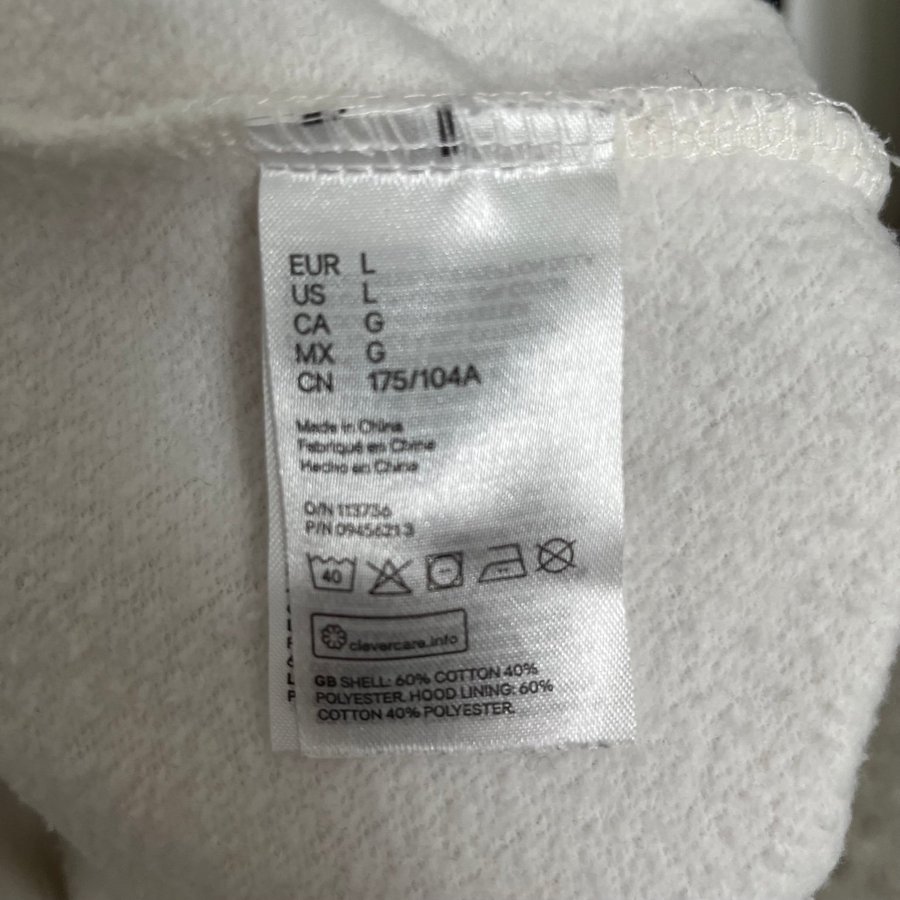 EUR L
US L
CA G
MX G
CN 175/104A
Made in China
Fabriqué en Chine
Hecho en China
O/N 113736
P/N 0945621.3
40
clevercare.info
GB SHELL: 60% COTTON 40%
POLYESTER. HOOD LINING: 60%
COTTON 40% POLYESTER.